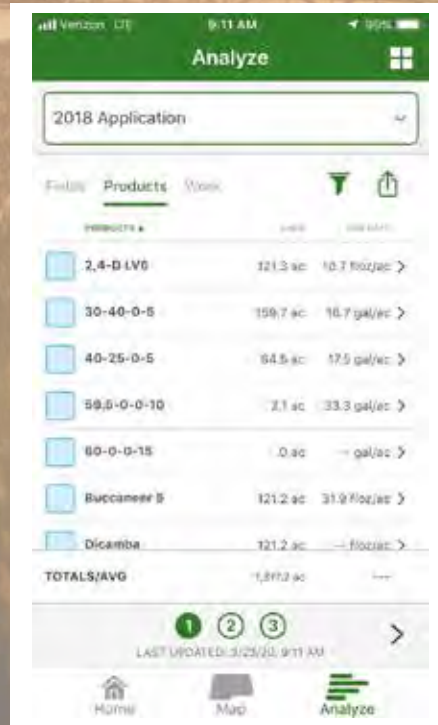 Verizon LTE 9:11 AM 90%
Analyze
2018 Application
Fields Products Work
PRODUCTS
2,4-D LV6 121.3 ac 10.7 floz/ac
30-40-0-5 159.7 ac 16.7 gal/ac
40-25-0-5 64.5 ac 17.5 gal/ac
59.5-0-0-10 2.1 ac 33.3 gal/ac
60-0-0-15 0 ac -- gal/ac
Buccaneer 5 121.2 ac 31.9 floz/ac
Dicamba 121.2 ac -- floz/ac
TOTALS/AVG ---
1 2 3
LAST UPDATED: 3/25/20, 9:11 AM
Home Map Analyze